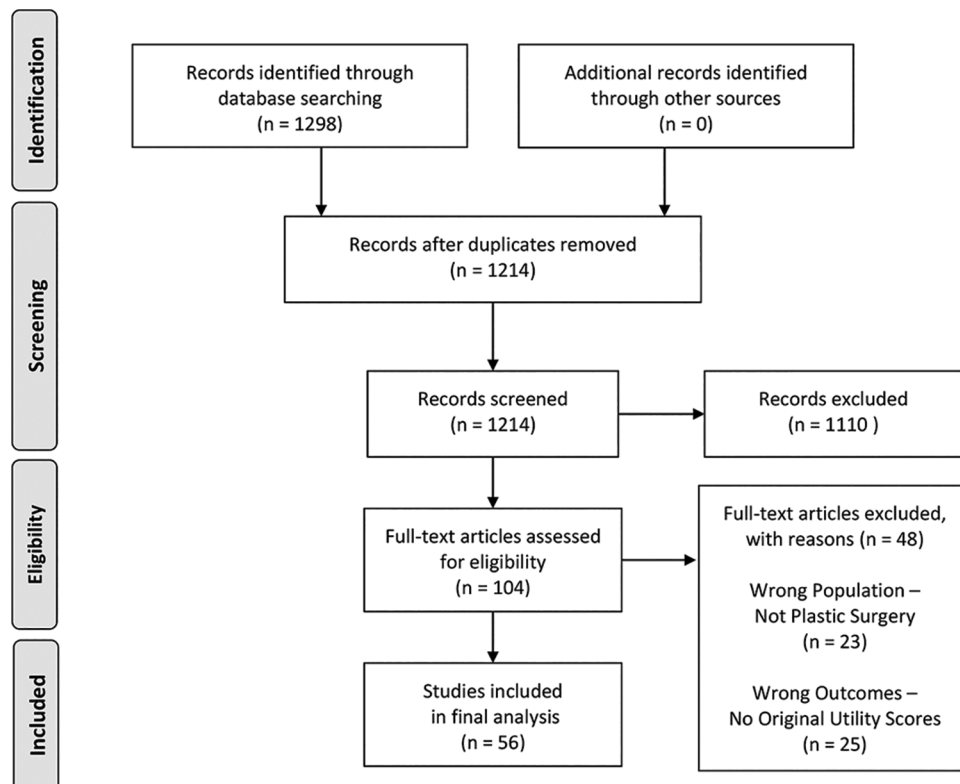 Identification
Records identified through
database searching
(n = 1298)
Additional records identified
through other sources
(n = 0)
Screening
Records after duplicates removed
(n = 1214)
Records screened
(n = 1214)
Records excluded
(n = 1110 )
Eligibility
Full-text articles assessed
for eligibility
(n = 104)
Full-text articles excluded,
with reasons (n = 48)
Wrong Population –
Not Plastic Surgery
(n = 23)
Wrong Outcomes –
No Original Utility Scores
(n = 25)
Included
Studies included
in final analysis
(n = 56)